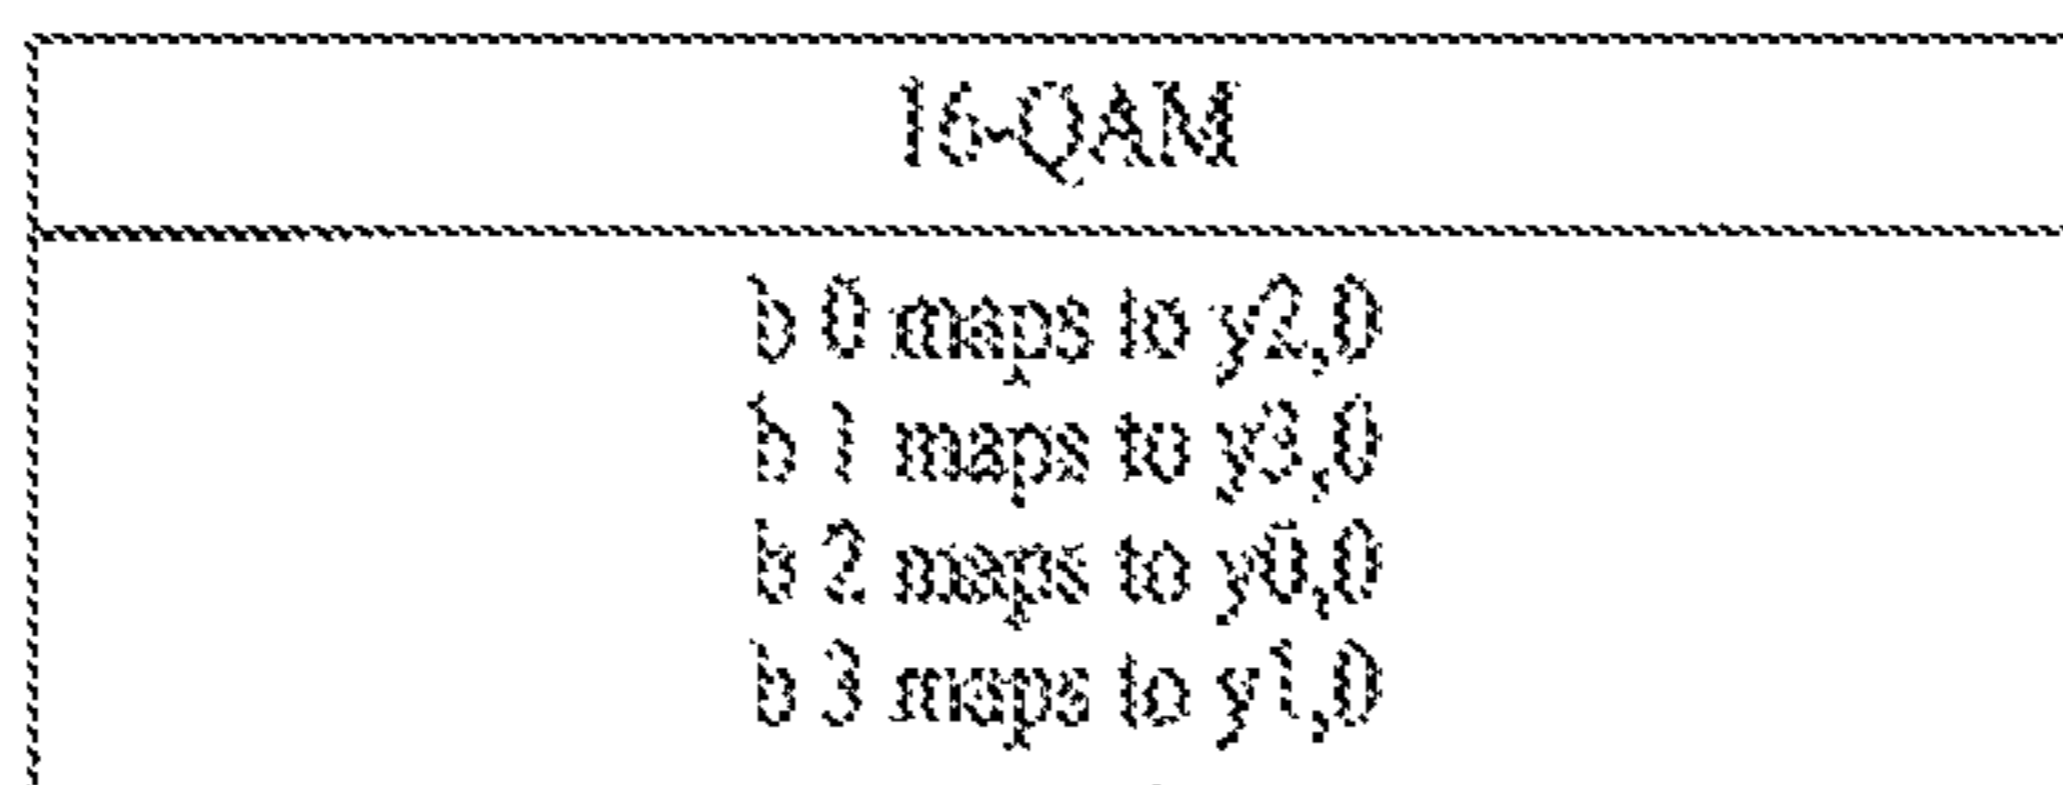 16-QAM
b 0 maps to y2,0
b 1 maps to y3,0
b 2 maps to y0,0
b 3 maps to y1,0